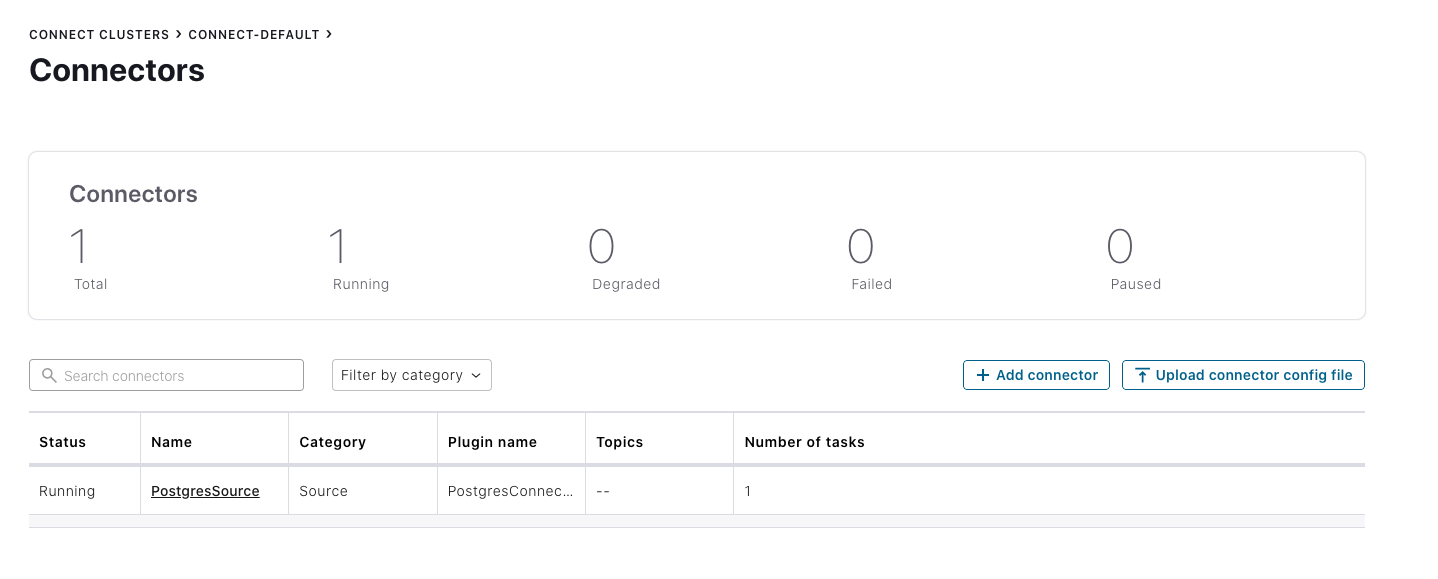 CONNECT CLUSTERS > CONNECT-DEFAULT >
Connectors
Connectors
1 1 0 0 0
Total Running Degraded Failed Paused
Search connectors Filter by category Add connector Upload connector config file
Status Name Category Plugin name Topics Number of tasks
Running PostgresSource Source PostgresConnec... -- 1